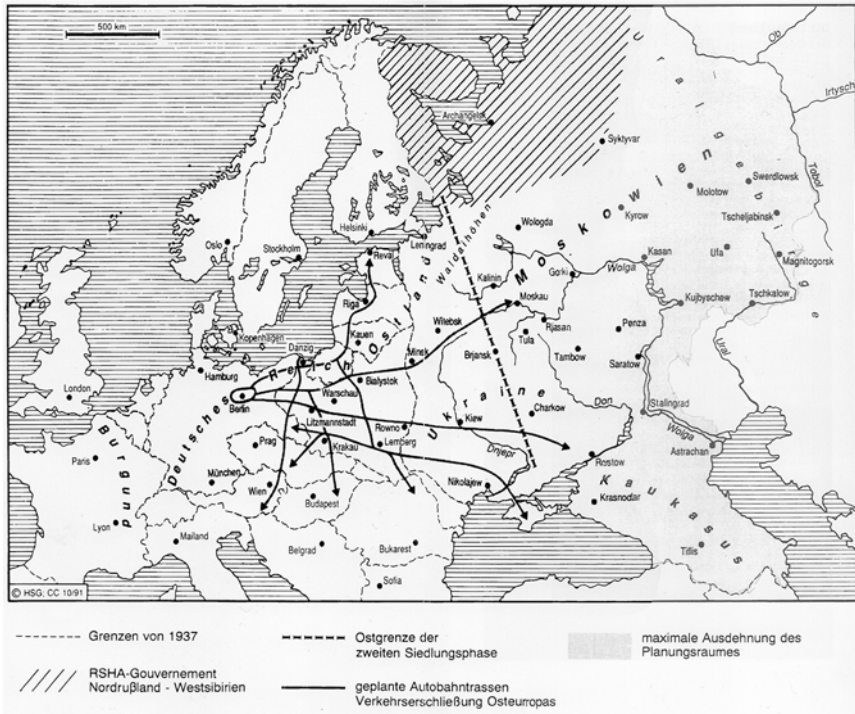 500 km
Ob
Irtysch
Tobol
Uralgebirge
Archangelsk
Syktyvar
Moskowien
Swerdlowsk
Molotow
Tscheljabinsk
Kyrow
Wologda
Helsinki
Leningrad
Oslo
Stockholm
Reval
Waldaihöhen
Kasan
Ufa
Magnitogorsk
Kalinin
Gorki
Wolga
Moskau
Kujbyschew
Tschkalow
Riga
Ostland
Witebsk
Rjasan
Pensa
Kopenhagen
Kauen
Tula
Ural
Danzig
Minsk
Brjansk
Tambow
Saratow
Hamburg
Deutsches Reich
Bialystok
London
Berlin
Warschau
Ukraine
Don
Stalingrad
Litzmannstadt
Charkow
Burgund
Rowno
Kiew
Wolga
Prag
Krakau
Lemberg
Astrachan
Paris
Dnjepr
Rostow
München
Wien
Nikolajew
Kaukasus
Budapest
Krasnodar
Lyon
Mailand
Belgrad
Bukarest
Tiflis
Sofia
© HSG; CC 10/91
Grenzen von 1937
RSHA-Gouvernement
Nordrußland - Westsibirien
Ostgrenze der
zweiten Siedlungsphase
geplante Autobahntrassen
Verkehrserschließung Osteuropas
maximale Ausdehnung des
Planungsraumes